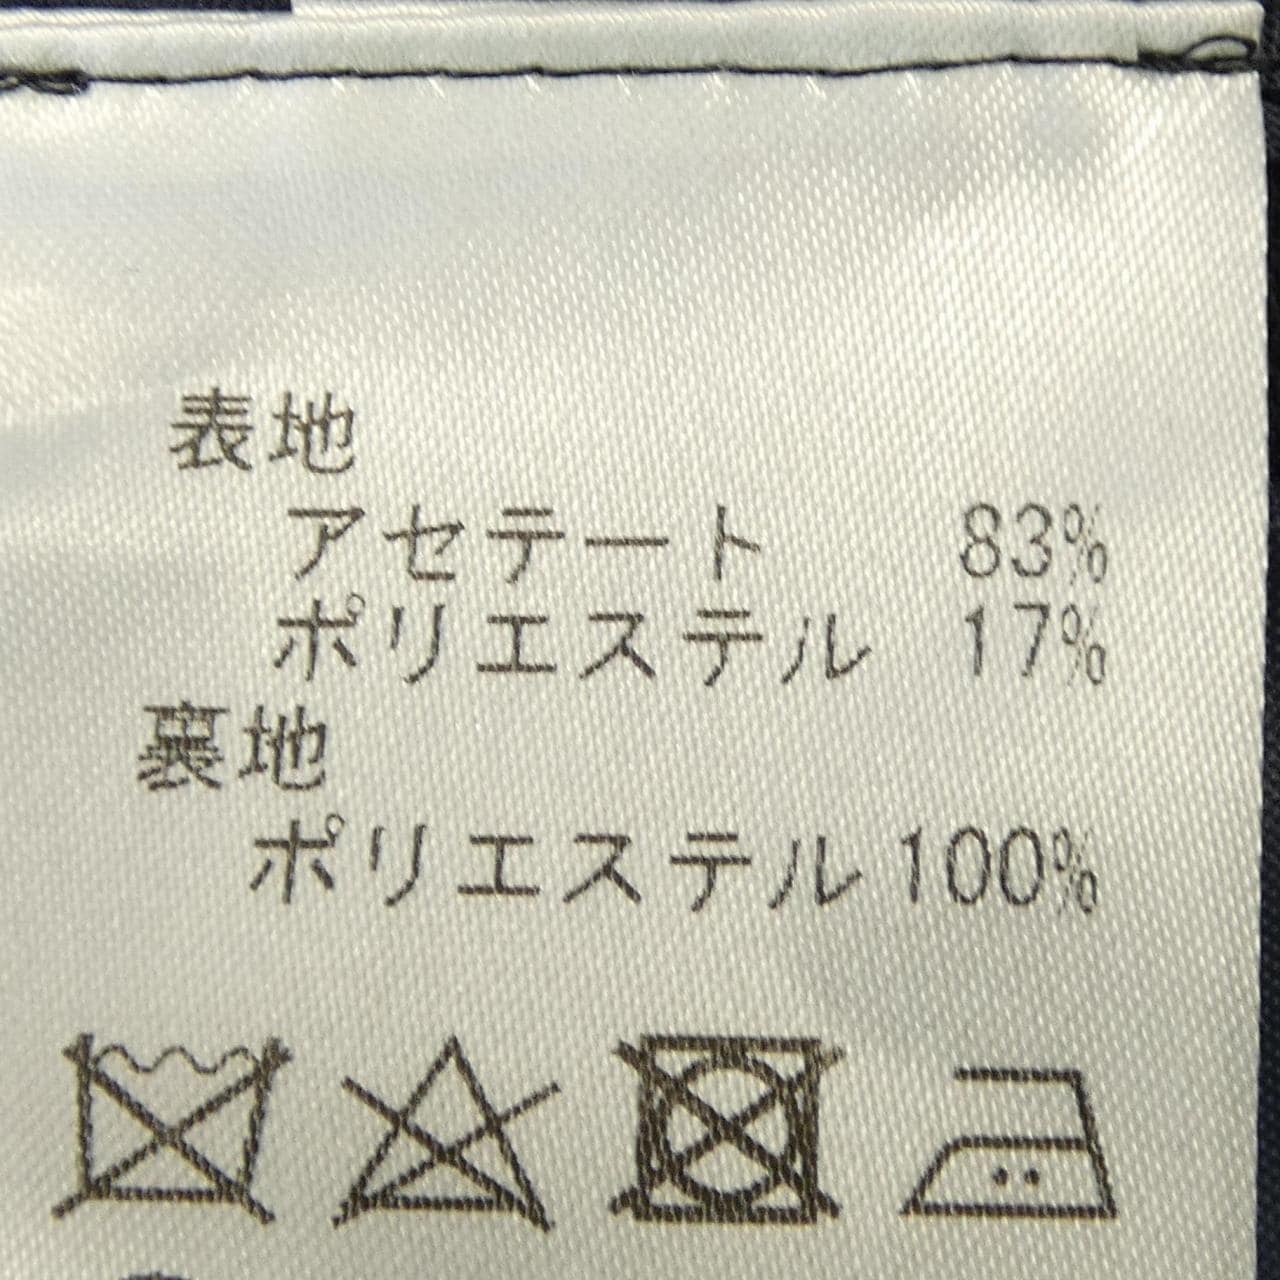 表地
アセテート 83%
ポリエステル 17%
裏地
ポリエステル 100%